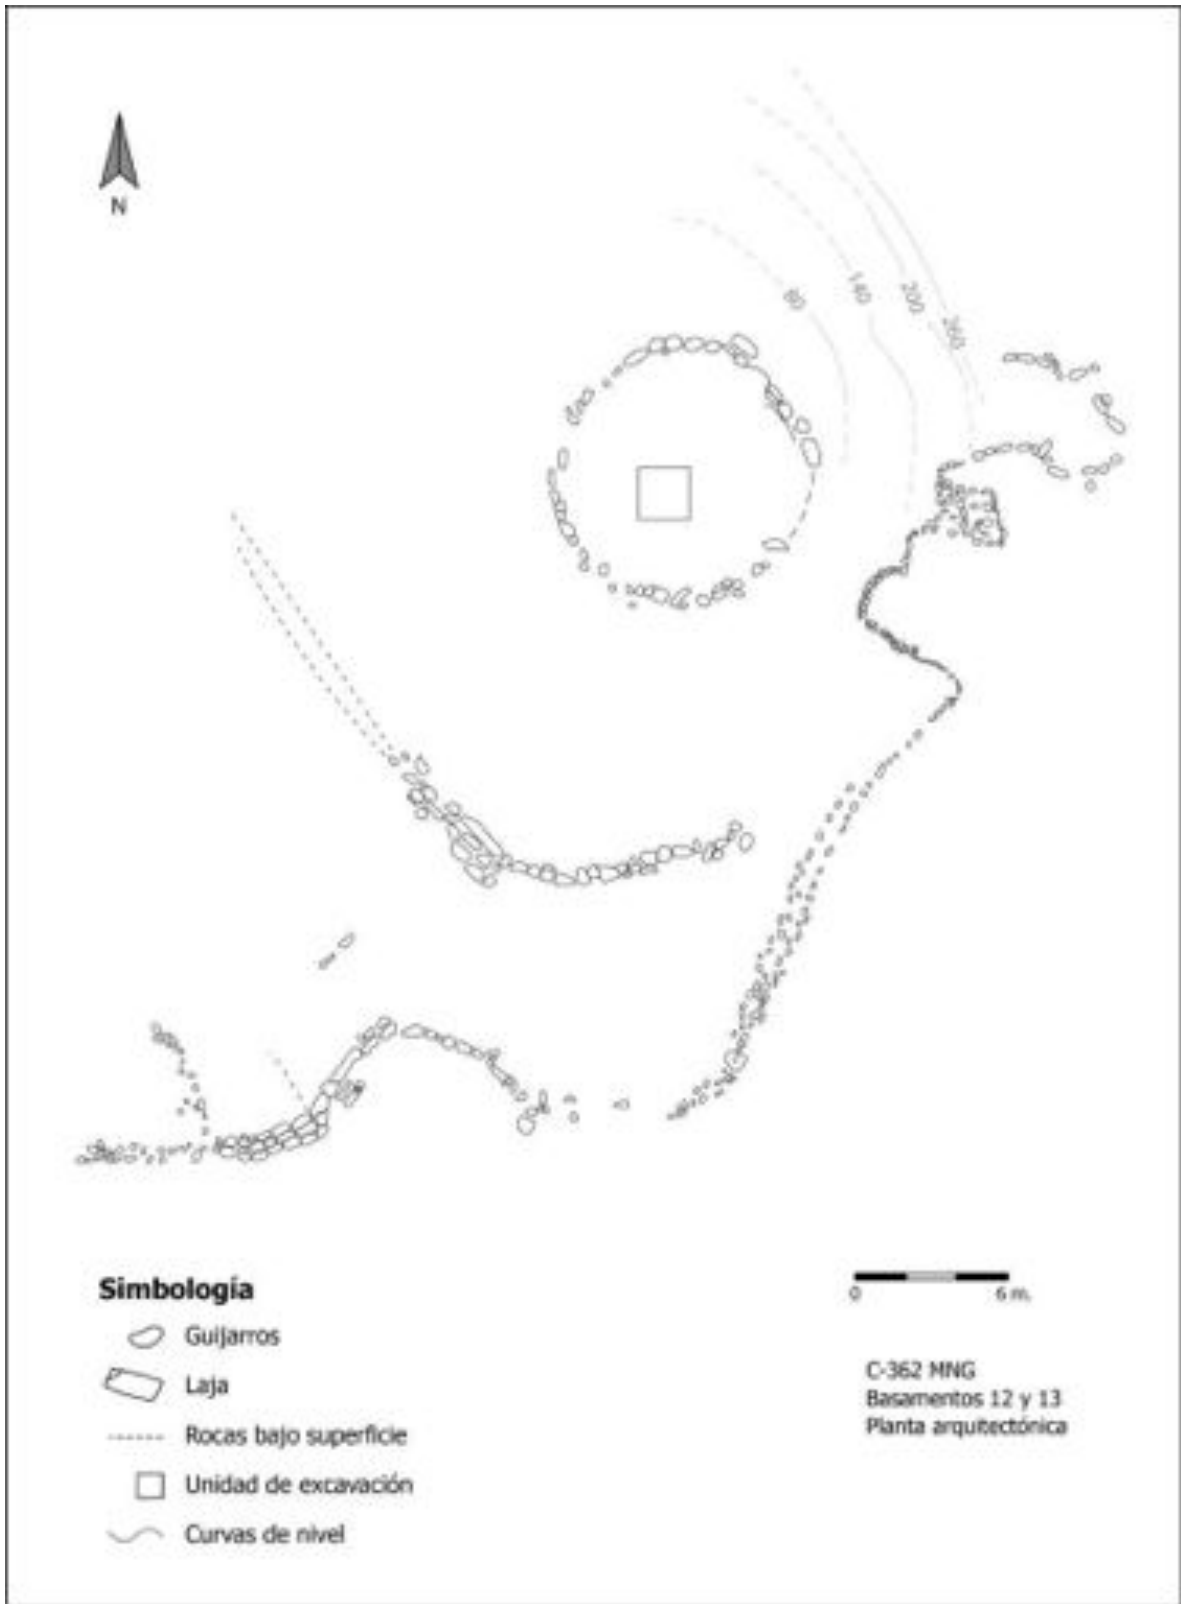 N
80
140
200
260
Simbología
Guijarros
Laja
Rocas bajo superficie
Unidad de excavación
Curvas de nivel
0 6 m.
C-362 MNG
Basamentos 12 y 13
Planta arquitectónica